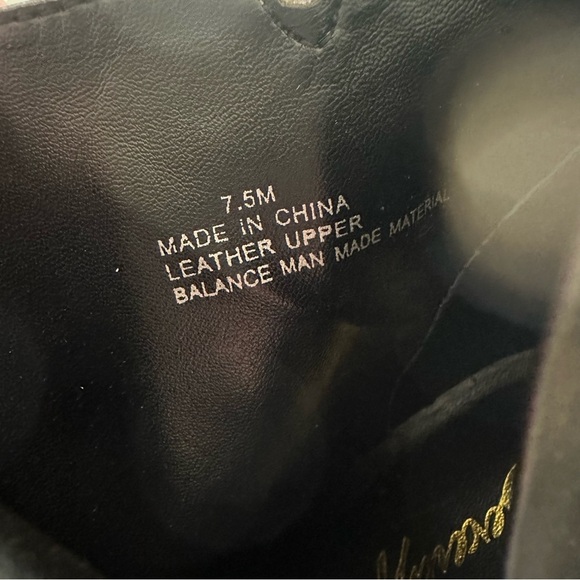 7.5M
MADE IN CHINA
LEATHER UPPER
BALANCE MAN MADE MATERIAL